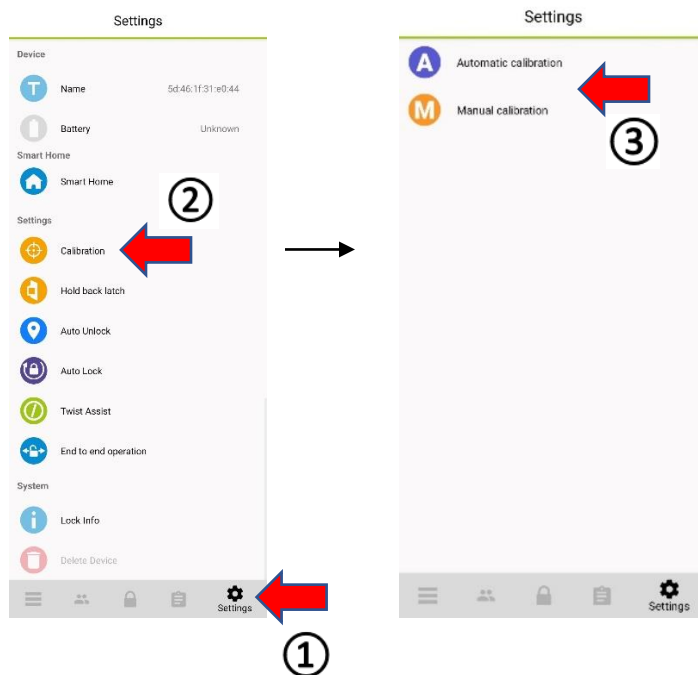 Settings
Device
T
Name 5d:46:1f:31:e0:44
Battery Unknown
Smart Home
Smart Home
2
Settings
Calibration
Hold back latch
Auto Unlock
Auto Lock
Twist Assist
End to end operation
System
i
Lock Info
Delete Device
Settings
1
Settings
A
Automatic calibration
M
Manual calibration
3
Settings